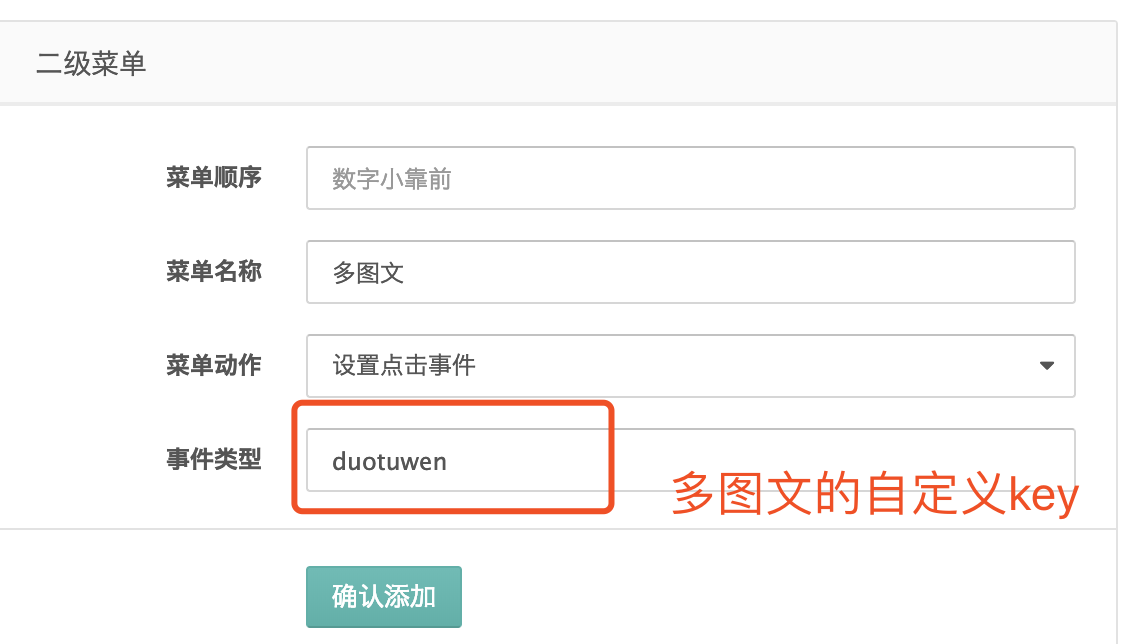 二级菜单
菜单顺序 数字小靠前
菜单名称 多图文
菜单动作 设置点击事件
事件类型 duotuwen
多图文的自定义key
确认添加